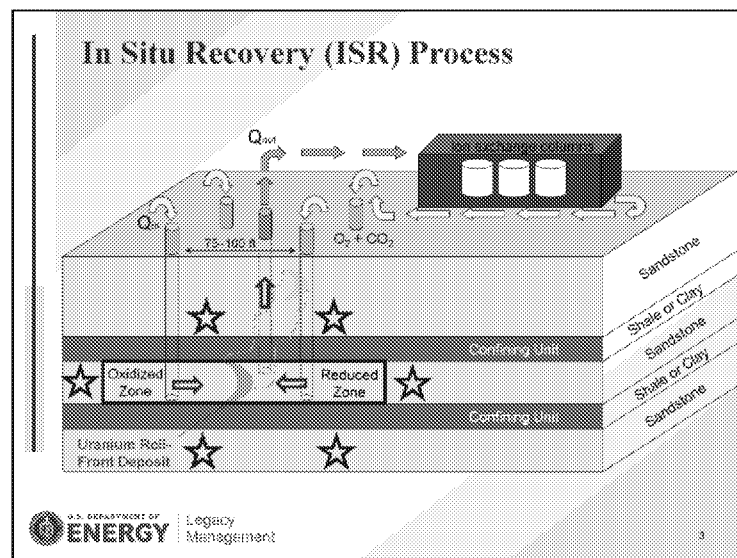 In Situ Recovery (ISR) Process
Qout
Ion exchange columns
Qin
75-100 ft
O2 + CO2
Sandstone
Shale or Clay
Sandstone
Shale or Clay
Sandstone
Confining Unit
Oxidized
Zone
Reduced
Zone
Confining Unit
Uranium Roll-
Front Deposit
U.S. DEPARTMENT OF
ENERGY
Legacy
Management
3